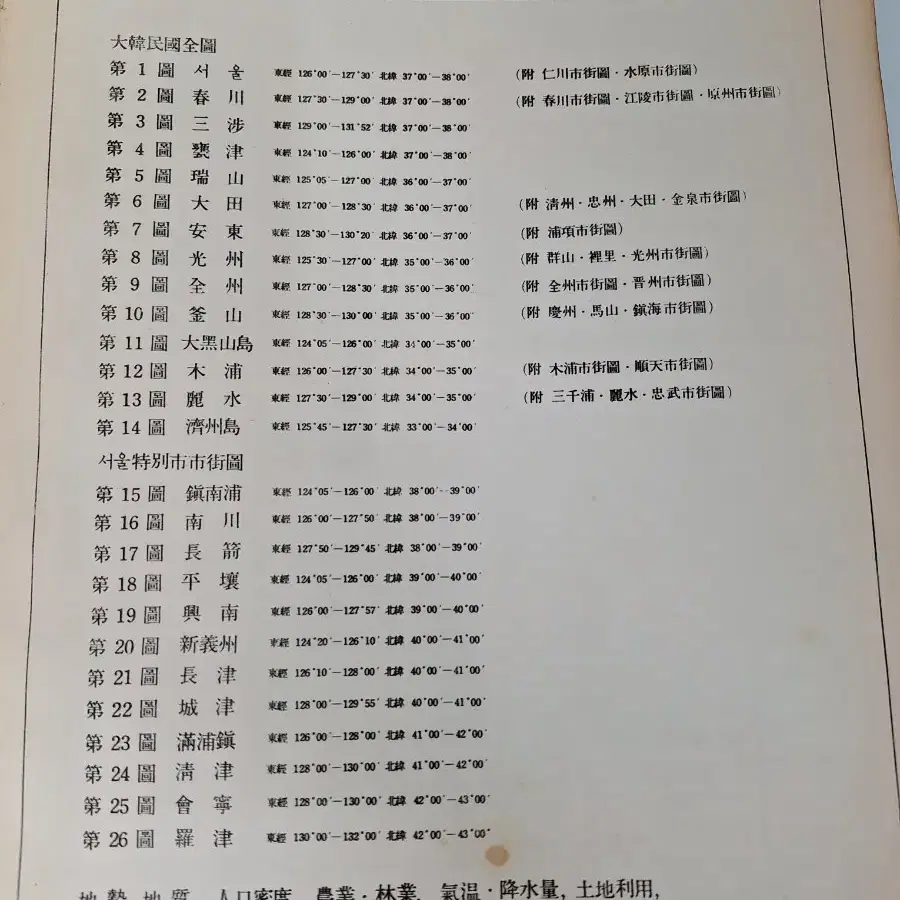 大韓民國全圖
第 1 圖 서 울 東經 126°00′—127°30′ 北緯 37°00′—38°00′ (附 仁川市街圖·水原市街圖)
第 2 圖 春 川 東經 127°30′—129°00′ 北緯 37°00′—38°00′ (附 春川市街圖·江陵市街圖·原州市街圖)
第 3 圖 三 涉 東經 129°00′—131°52′ 北緯 37°00′—38°00′
第 4 圖 甕 津 東經 124°10′—126°00′ 北緯 37°00′—38°00′
第 5 圖 瑞 山 東經 125°05′—127°00′ 北緯 36°00′—37°00′
第 6 圖 大 田 東經 127°00′—128°30′ 北緯 36°00′—37°00′ (附 淸州·忠州·大田·金泉市街圖)
第 7 圖 安 東 東經 128°30′—130°20′ 北緯 36°00′—37°00′ (附 浦項市街圖)
第 8 圖 光 州 東經 125°30′—127°00′ 北緯 35°00′—36°00′ (附 群山·裡里·光州市街圖)
第 9 圖 全 州 東經 127°00′—128°30′ 北緯 35°00′—36°00′ (附 全州市街圖·晋州市街圖)
第 10 圖 釜 山 東經 128°30′—130°00′ 北緯 35°00′—36°00′ (附 慶州·馬山·鎭海市街圖)
第 11 圖 大黑山島 東經 124°05′—126°00′ 北緯 34°00′—35°00′
第 12 圖 木 浦 東經 126°00′—127°30′ 北緯 34°00′—35°00′ (附 木浦市街圖·順天市街圖)
第 13 圖 麗 水 東經 127°30′—129°00′ 北緯 34°00′—35°00′ (附 三千浦·麗水·忠武市街圖)
第 14 圖 濟州島 東經 125°45′—127°30′ 北緯 33°00′—34°00′
서울特別市市街圖
第 15 圖 鎭南浦 東經 124°05′—126°00′ 北緯 38°00′—39°00′
第 16 圖 南 川 東經 126°00′—127°50′ 北緯 38°00′—39°00′
第 17 圖 長 箭 東經 127°50′—129°45′ 北緯 38°00′—39°00′
第 18 圖 平 壤 東經 124°05′—126°00′ 北緯 39°00′—40°00′
第 19 圖 興 南 東經 126°00′—127°57′ 北緯 39°00′—40°00′
第 20 圖 新義州 東經 124°20′—126°10′ 北緯 40°00′—41°00′
第 21 圖 長 津 東經 126°10′—128°00′ 北緯 40°00′—41°00′
第 22 圖 城 津 東經 128°00′—129°55′ 北緯 40°00′—41°00′
第 23 圖 滿浦鎭 東經 126°00′—128°00′ 北緯 41°00′—42°00′
第 24 圖 淸 津 東經 128°00′—130°00′ 北緯 41°00′—42°00′
第 25 圖 會 寧 東經 128°00′—130°00′ 北緯 42°00′—43°00′
第 26 圖 羅 津 東經 130°00′—132°00′ 北緯 42°00′—43°00′
地勢, 地質, 人口密度, 農業·林業, 氣溫·降水量, 土地利用,